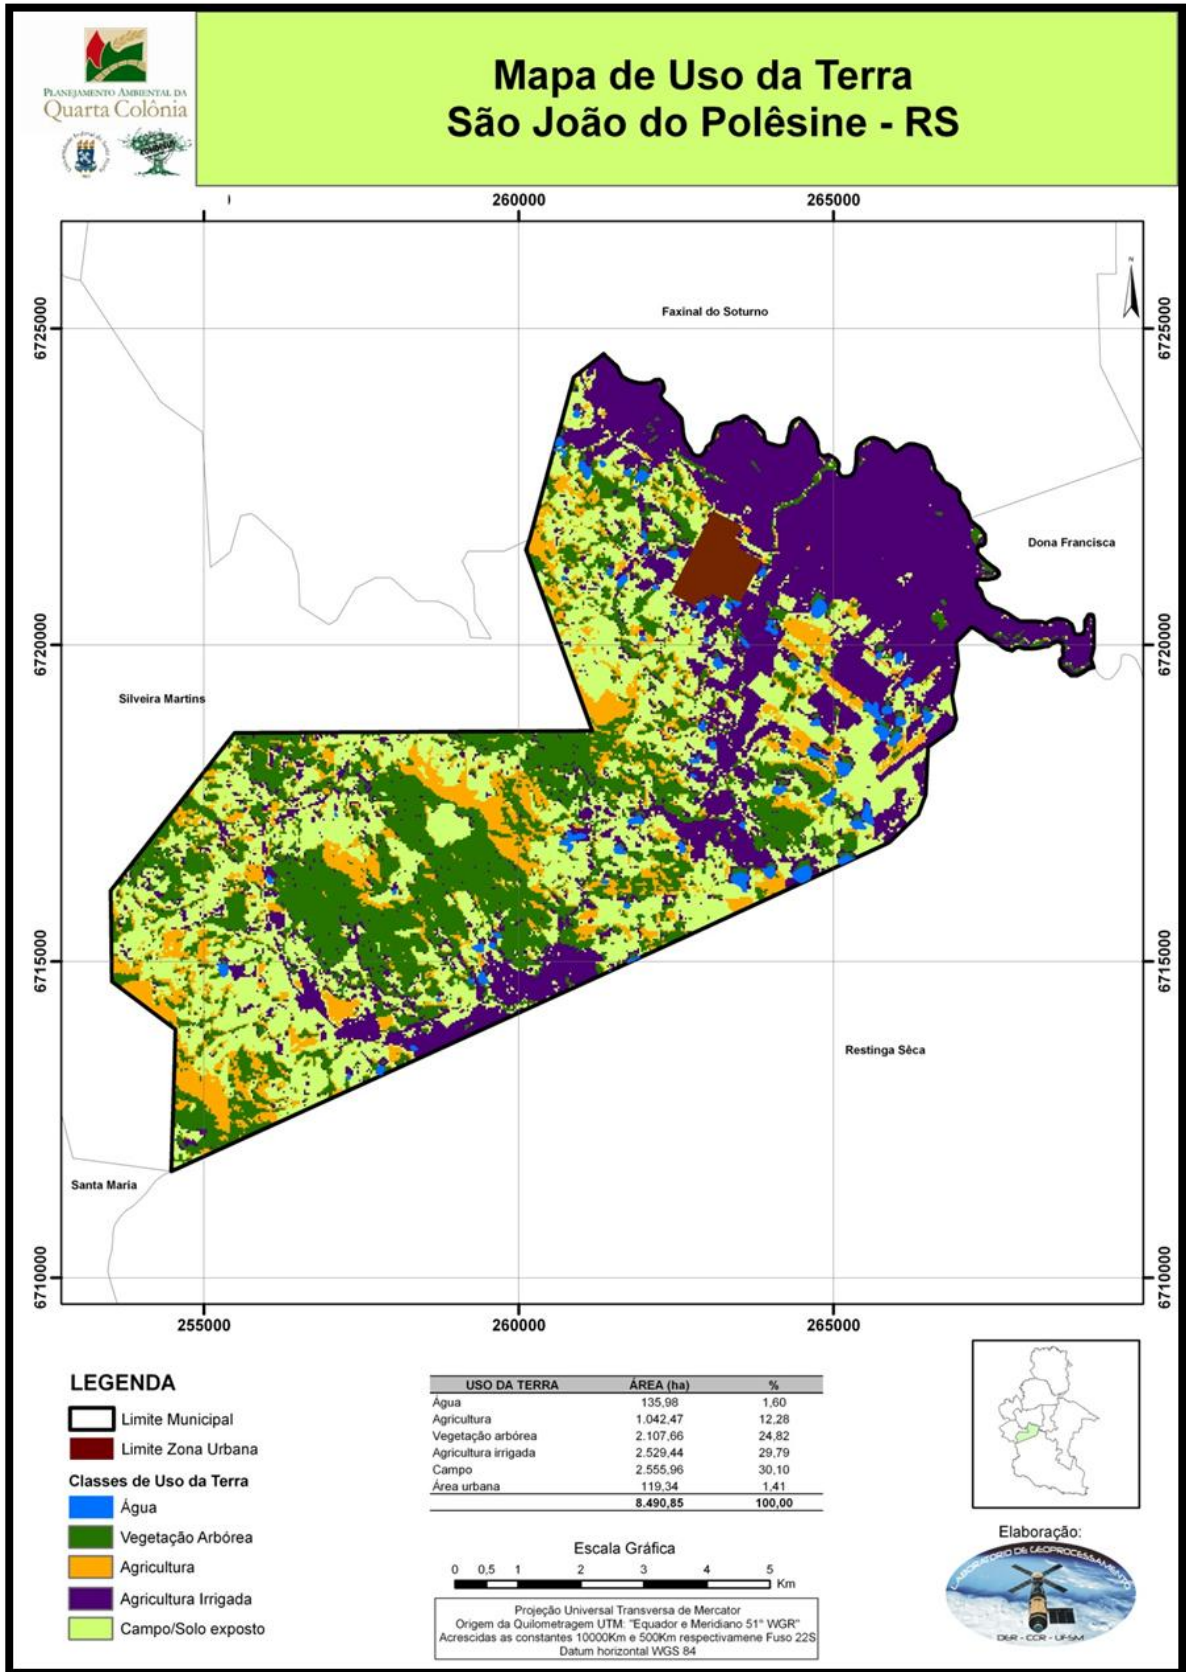 PLANEJAMENTO AMBIENTAL DA
Quarta Colônia
Mapa de Uso da Terra
São João do Polêsine - RS
260000 265000
N
Faxinal do Soturno
6725000 6725000
Dona Francisca
6720000 6720000
Silveira Martins
6715000 6715000
Restinga Sêca
Santa Maria
6710000 6710000
255000 260000 265000
LEGENDA
Limite Municipal
Limite Zona Urbana
Classes de Uso da Terra
Água
Vegetação Arbórea
Agricultura
Agricultura Irrigada
Campo/Solo exposto
USO DA TERRA ÁREA (ha) %
Água 135,98 1,60
Agricultura 1.042,47 12,28
Vegetação arbórea 2.107,66 24,82
Agricultura irrigada 2.529,44 29,79
Campo 2.555,96 30,10
Área urbana 119,34 1,41
8.490,85 100,00
Escala Gráfica
0 0,5 1 2 3 4 5
Km
Projeção Universal Transversa de Mercator
Origem da Quilometragem UTM: "Equador e Meridiano 51° WGR"
Acrescidas as constantes 10000Km e 500Km respectivamene Fuso 22S
Datum horizontal WGS 84
Elaboração:
LABORATÓRIO DE GEOPROCESSAMENTO
DER - CCR - UFSM